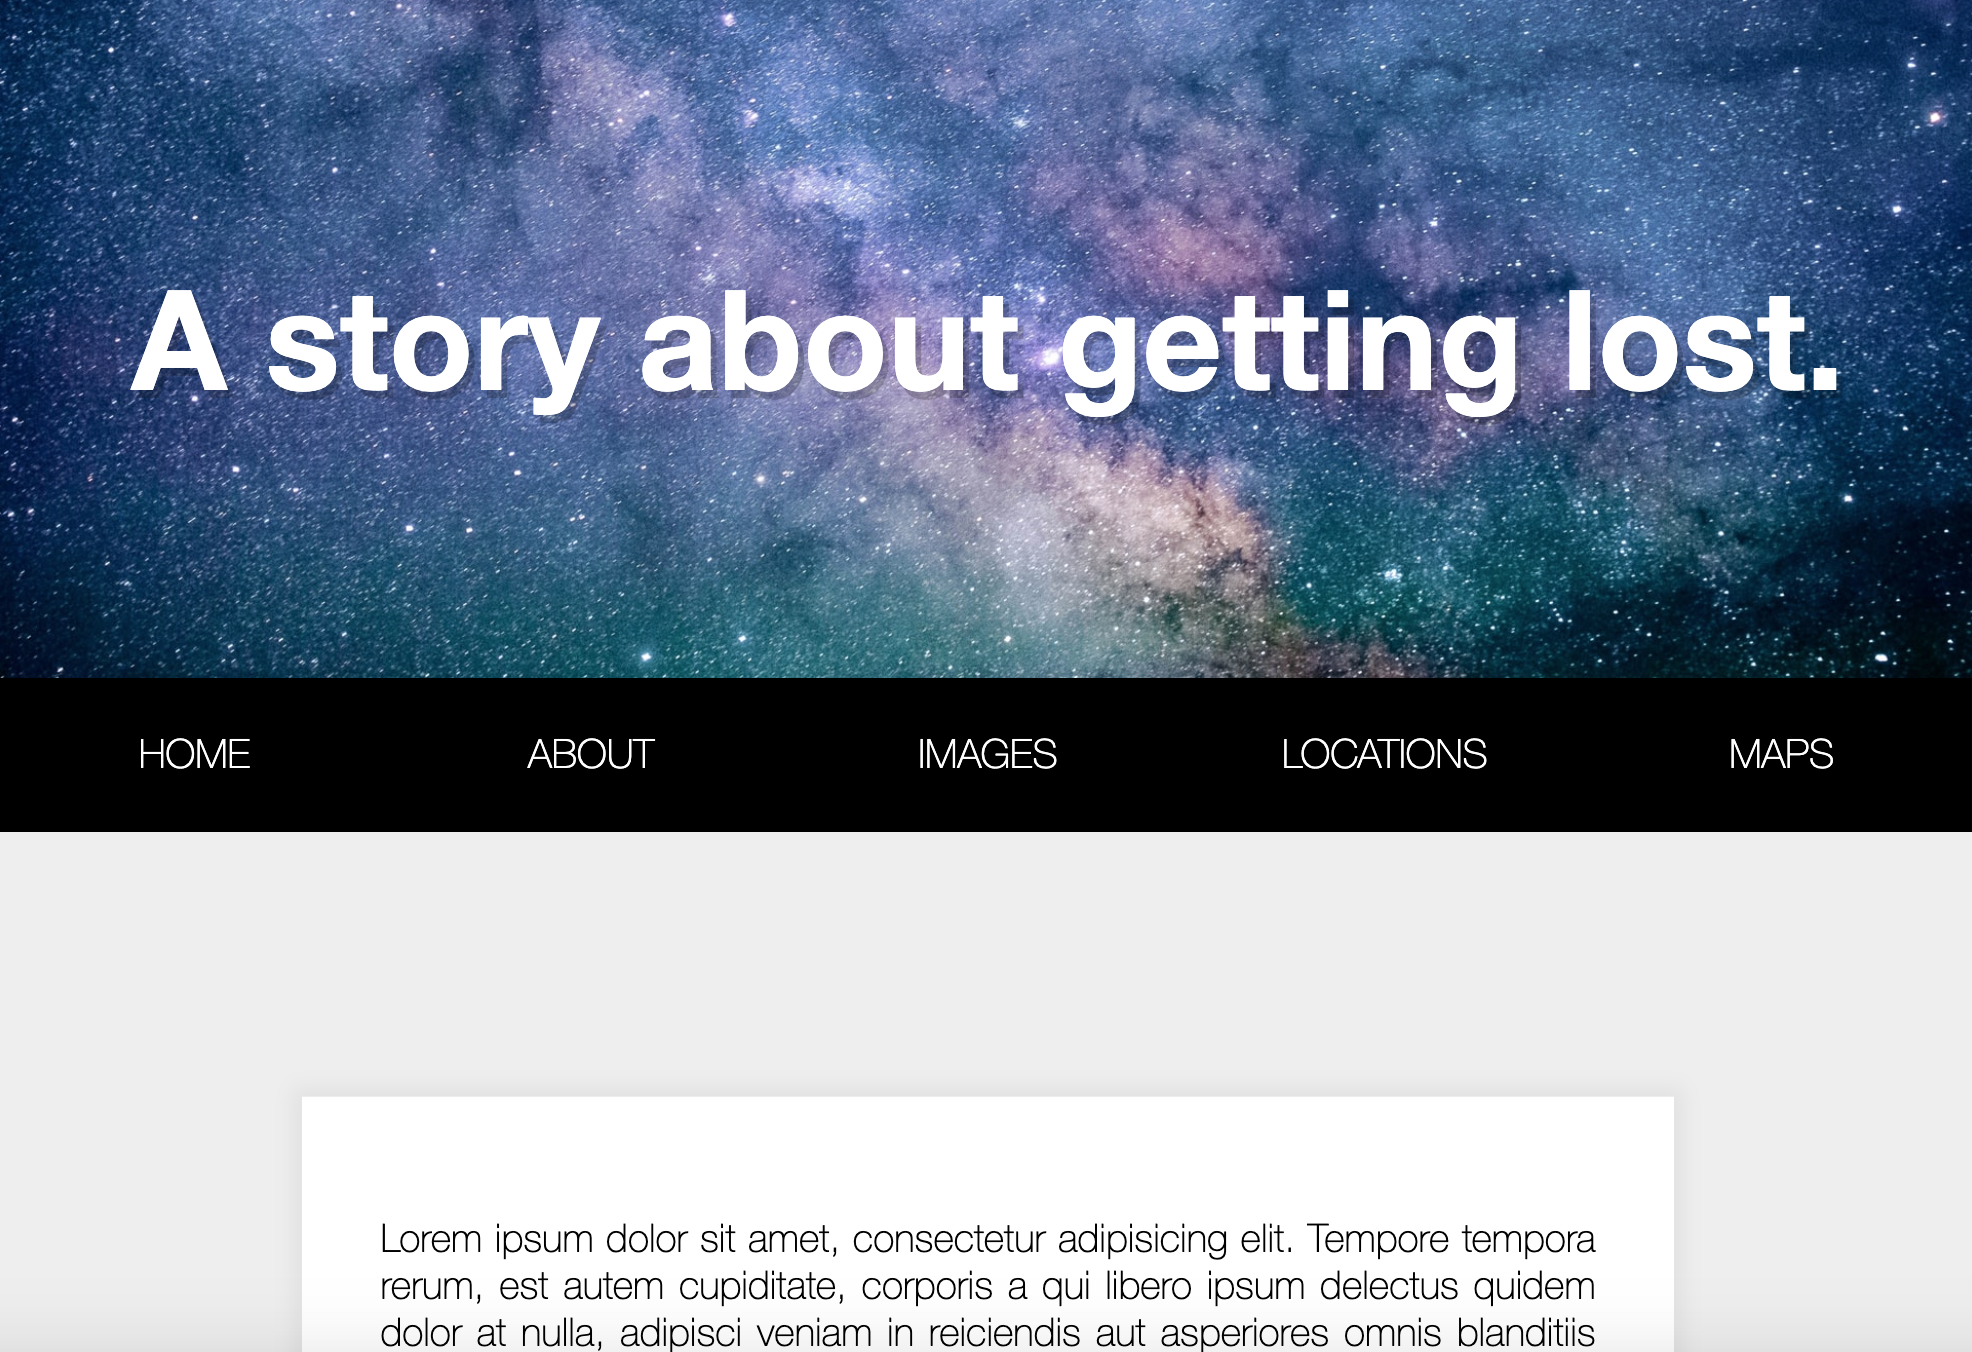 A story about getting lost.
HOME ABOUT IMAGES LOCATIONS MAPS
Lorem ipsum dolor sit amet, consectetur adipisicing elit. Tempore tempora
rerum, est autem cupiditate, corporis a qui libero ipsum delectus quidem
dolor at nulla, adipisci veniam in reiciendis aut asperiores omnis blanditiis